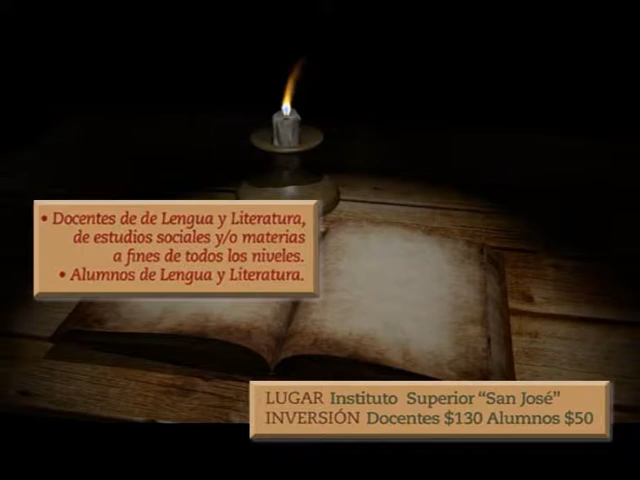 • Docentes de de Lengua y Literatura,
de estudios sociales y/o materias
a fines de todos los niveles.
• Alumnos de Lengua y Literatura.
LUGAR Instituto Superior “San José”
INVERSIÓN Docentes $130 Alumnos $50